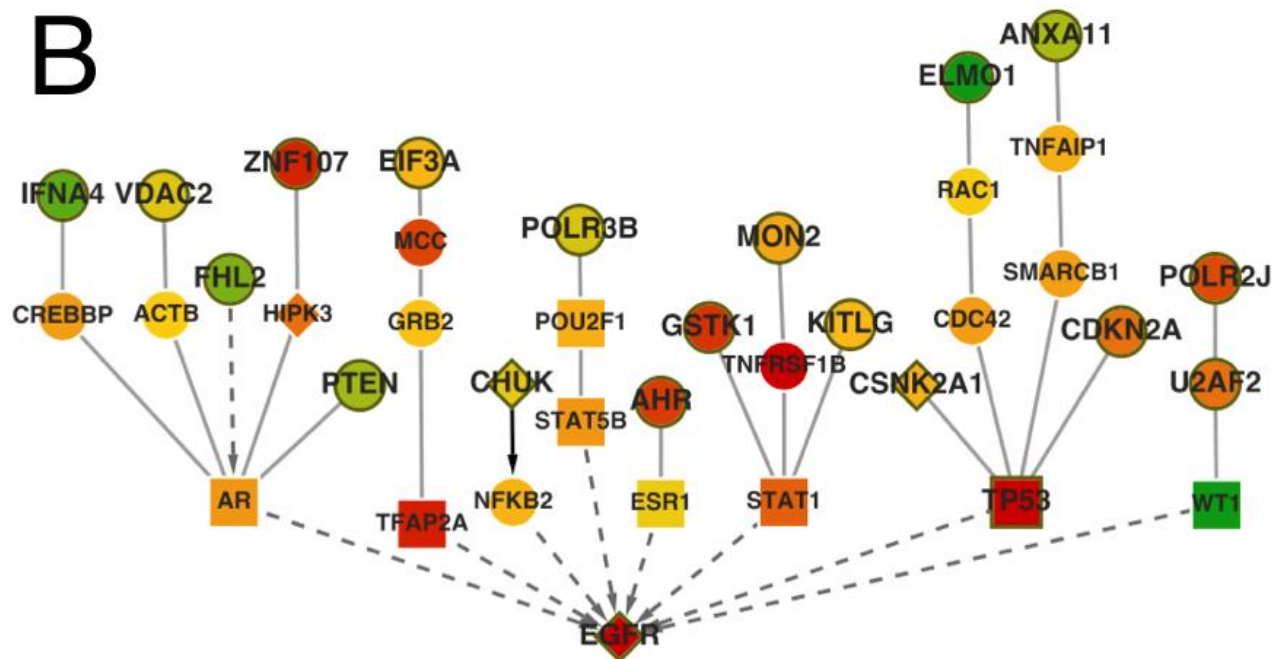 B
ANXA11
ELMO1
TNFAIP1
ZNF107
EIF3A
IFNA4
VDAC2
RAC1
MCC
POLR3B
MON2
FHL2
SMARCB1
POLR2J
CREBBP
ACTB
HIPK3
GRB2
POU2F1
GSTK1
KITLG
CDC42
CDKN2A
TNFRSF1B
PTEN
CHUK
CSNK2A1
U2AF2
AHR
STAT5B
AR
TFAP2A
NFKB2
ESR1
STAT1
TP53
WT1
EGFR